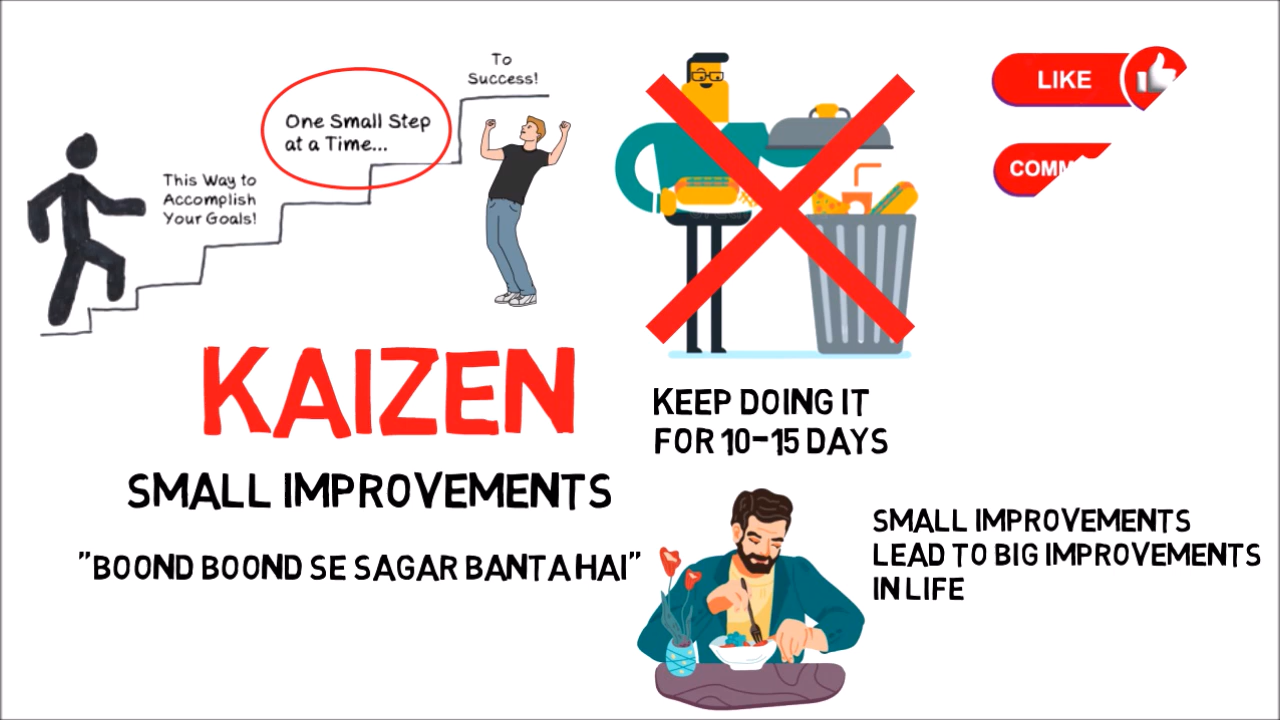 To
Success!
One Small Step
at a Time...
This Way to
Accomplish
Your Goals!
KAIZEN
SMALL IMPROVEMENTS
"BOOND BOOND SE SAGAR BANTA HAI"
KEEP DOING IT
FOR 10-15 DAYS
SMALL IMPROVEMENTS
LEAD TO BIG IMPROVEMENTS
IN LIFE
LIKE